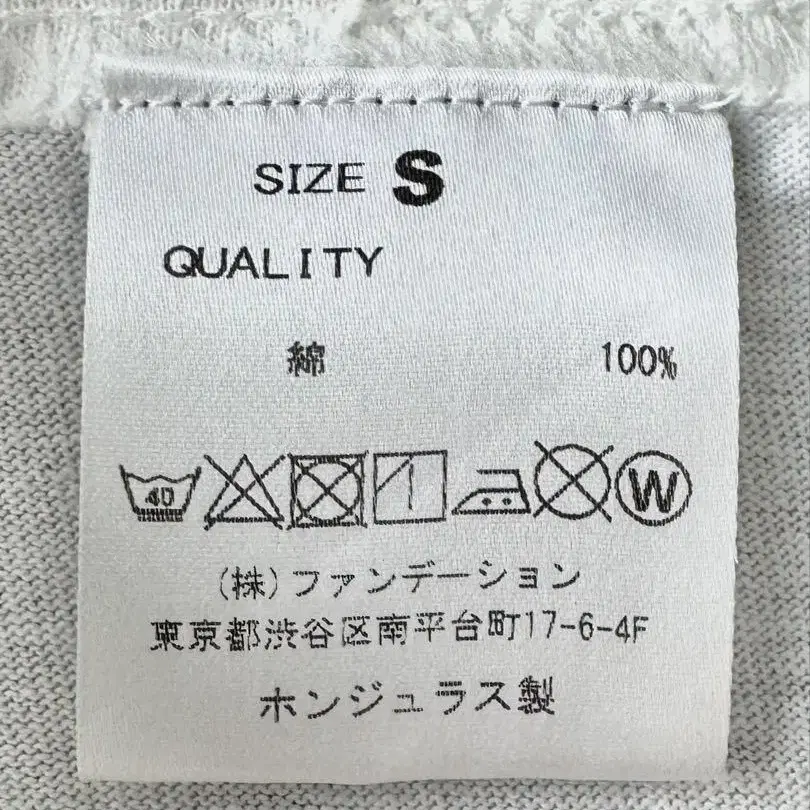 SIZE S
QUALITY
綿 100%
40 W
(株)ファンデーション
東京都渋谷区南平台町17-6-4F
ホンジュラス製